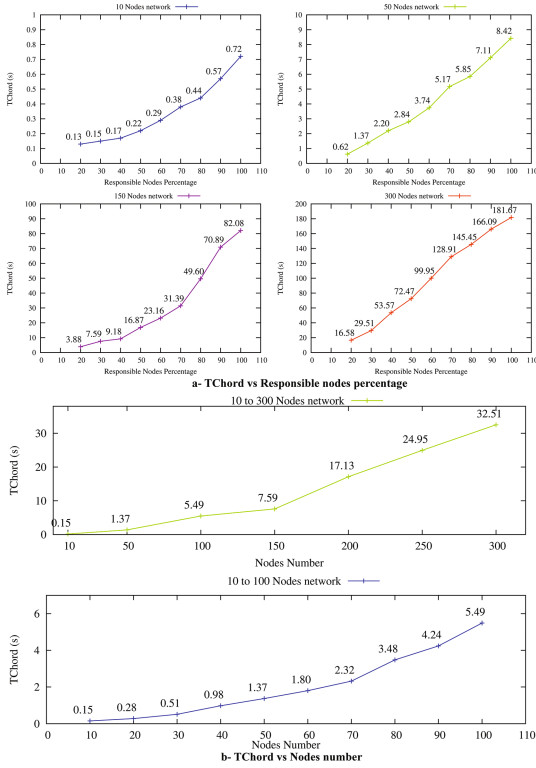 10 Nodes network
TChord (s)
1
0.9
0.8
0.7
0.6
0.5
0.4
0.3
0.2
0.1
0
0.13 0.15 0.17 0.22 0.29 0.38 0.44 0.57 0.72
0 10 20 30 40 50 60 70 80 90 100 110
Responsible Nodes Percentage
50 Nodes network
TChord (s)
10
9
8
7
6
5
4
3
2
1
0
0.62 1.37 2.20 2.84 3.74 5.17 5.85 7.11 8.42
0 10 20 30 40 50 60 70 80 90 100 110
Responsible Nodes Percentage
150 Nodes network
TChord (s)
100
90
80
70
60
50
40
30
20
10
0
3.88 7.59 9.18 16.87 23.16 31.39 49.60 70.89 82.08
0 10 20 30 40 50 60 70 80 90 100 110
Responsible Nodes Percentage
300 Nodes network
TChord (s)
200
180
160
140
120
100
80
60
40
20
0
16.58 29.51 53.57 72.47 99.95 128.91 145.45 166.09 181.67
0 10 20 30 40 50 60 70 80 90 100 110
Responsible Nodes Percentage
a- TChord vs Responsible nodes percentage
10 to 300 Nodes network
TChord (s)
30
20
10
0
0.15 1.37 5.49 7.59 17.13 24.95 32.51
10 50 100 150 200 250 300
Nodes Number
10 to 100 Nodes network
TChord (s)
6
4
2
0
0.15 0.28 0.51 0.98 1.37 1.80 2.32 3.48 4.24 5.49
0 10 20 30 40 50 60 70 80 90 100 110
Nodes Number
b- TChord vs Nodes number